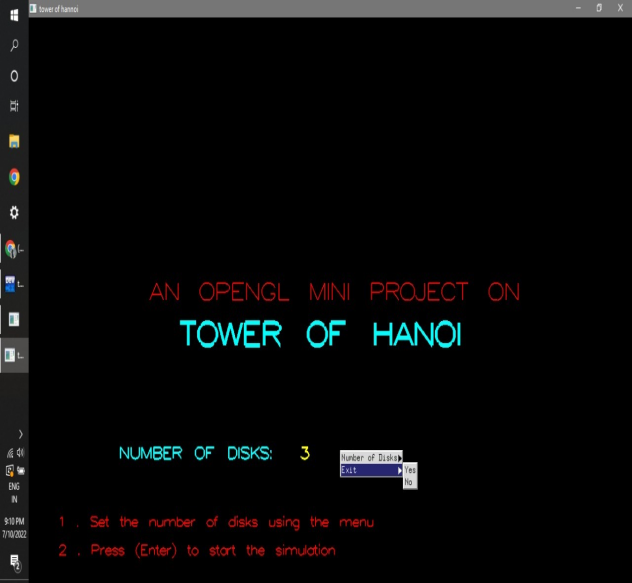 tower of hannoi
AN OPENGL MINI PROJECT ON
TOWER OF HANOI
NUMBER OF DISKS: 3
Number of Disks
Exit
Yes
No
1 . Set the number of disks using the menu
2 . Press (Enter) to start the simulation
ENG
IN
9:10 PM
7/10/2022